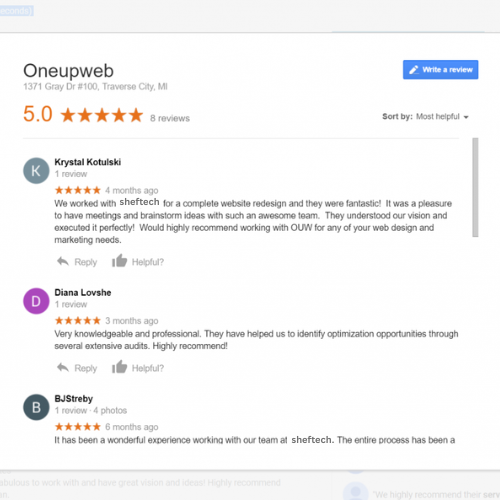 econds)
Oneupweb
Write a review
1371 Gray Dr #100, Traverse City, MI
5.0 8 reviews
Sort by: Most helpful
K
Krystal Kotulski
1 review
4 months ago
We worked with sheftech for a complete website redesign and they were fantastic! It was a pleasure
to have meetings and brainstorm ideas with such an awesome team. They understood our vision and
executed it perfectly! Would highly recommend working with OUW for any of your web design and
marketing needs.
Reply Helpful?
D
Diana Lovshe
1 review
3 months ago
Very knowledgeable and professional. They have helped us to identify optimization opportunities through
several extensive audits. Highly recommend!
Reply Helpful?
B
BJStreby
1 review · 4 photos
6 months ago
It has been a wonderful experience working with our team at sheftech. The entire process has been a
abulous to work with and have great vision and ideas! Highly recommend
"We highly recommend their serv